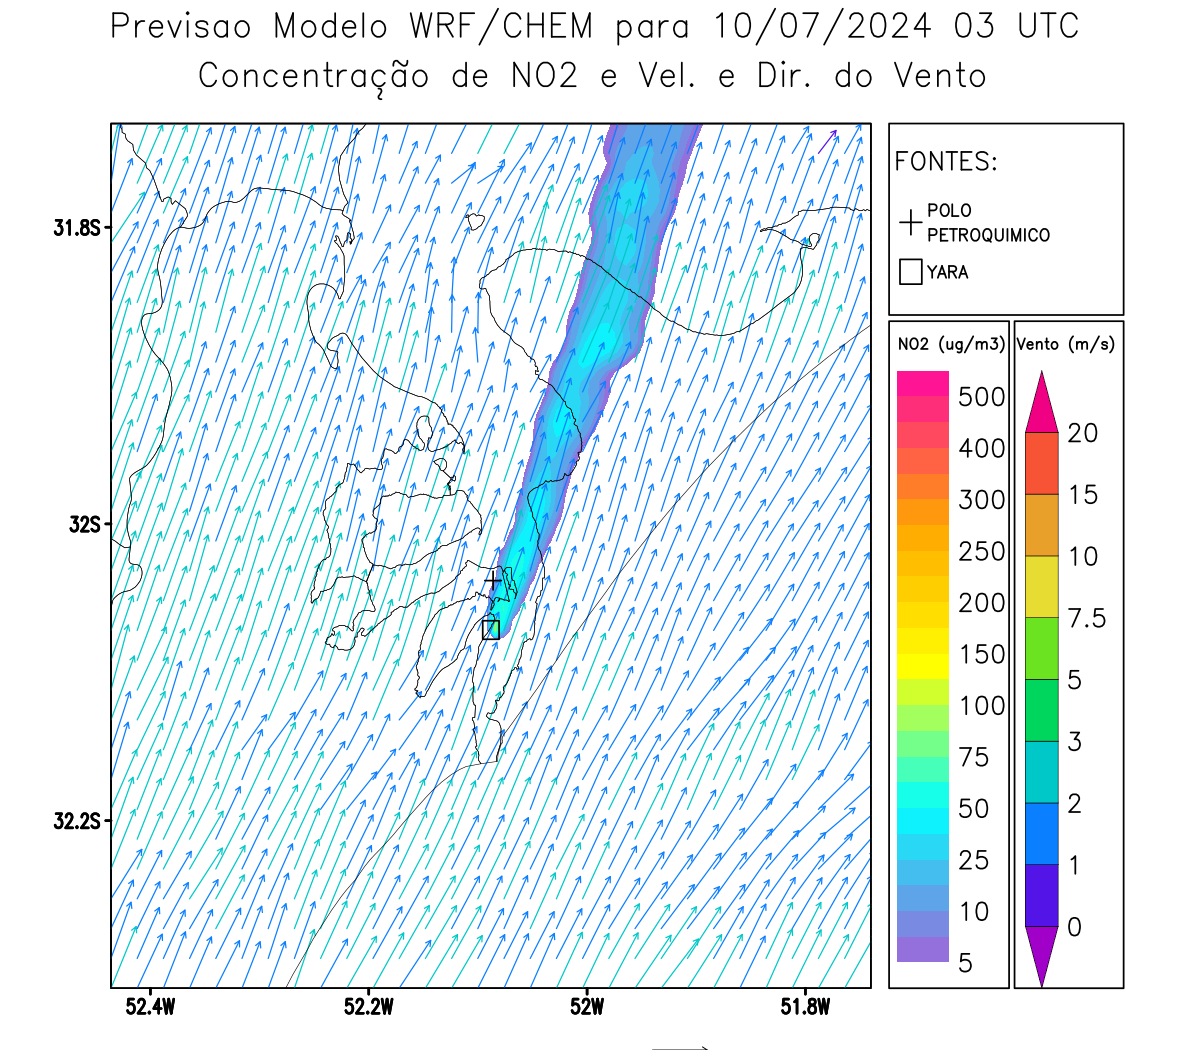 Previsao Modelo WRF/CHEM para 10/07/2024 03 UTC
Concentração de NO2 e Vel. e Dir. do Vento
FONTES:
POLO
PETROQUIMICO
YARA
NO2 (ug/m3)
500
400
300
250
200
150
100
75
50
25
10
5
Vento (m/s)
20
15
10
7.5
5
3
2
1
0
31.8S
32S
32.2S
52.4W
52.2W
52W
51.8W